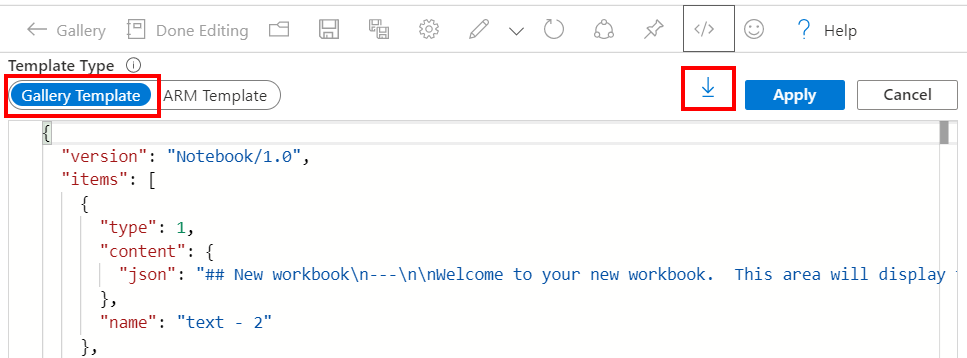 Gallery Done Editing </> Help
Template Type
Gallery Template ARM Template Apply Cancel
{
"version": "Notebook/1.0",
"items": [
{
"type": 1,
"content": {
"json": "## New workbook\n---\n\nWelcome to your new workbook.  This area will display
},
"name": "text - 2"
},